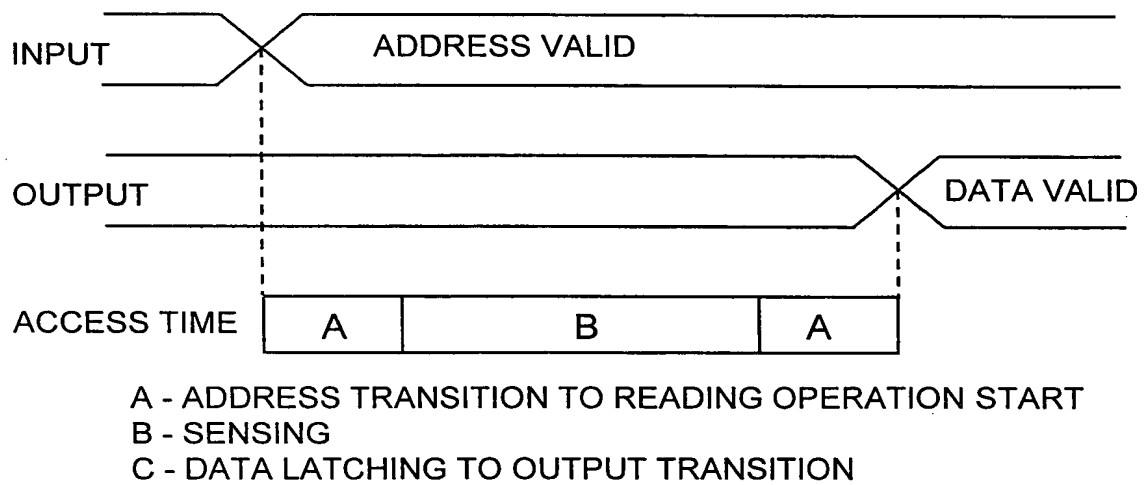 INPUT
ADDRESS VALID
OUTPUT
DATA VALID
ACCESS TIME
A
B
A
A - ADDRESS TRANSITION TO READING OPERATION START
B - SENSING
C - DATA LATCHING TO OUTPUT TRANSITION